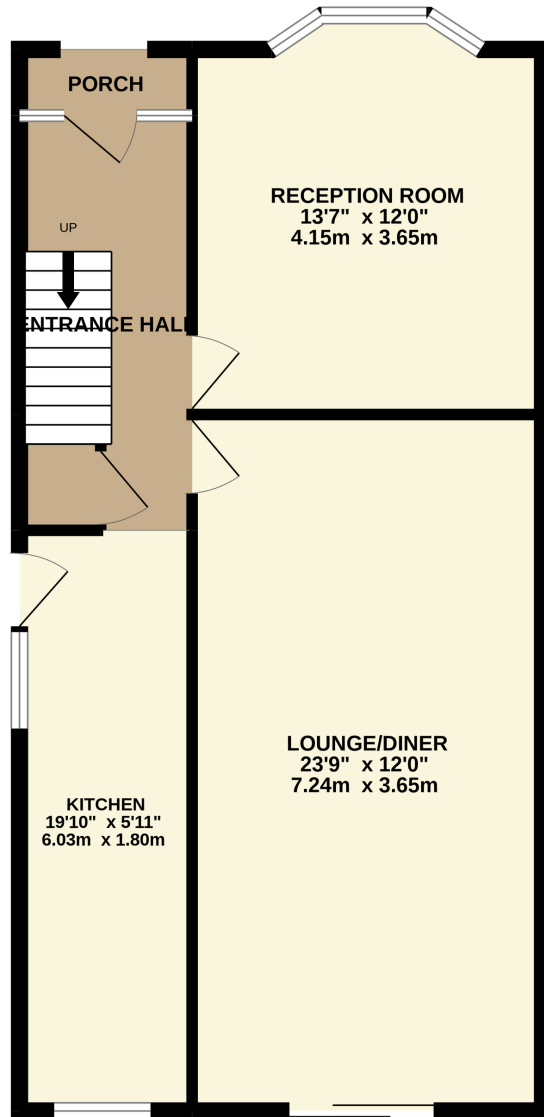 PORCH
RECEPTION ROOM
13'7" x 12'0"
4.15m x 3.65m
UP
ENTRANCE HALL
LOUNGE/DINER
23'9" x 12'0"
7.24m x 3.65m
KITCHEN
19'10" x 5'11"
6.03m x 1.80m